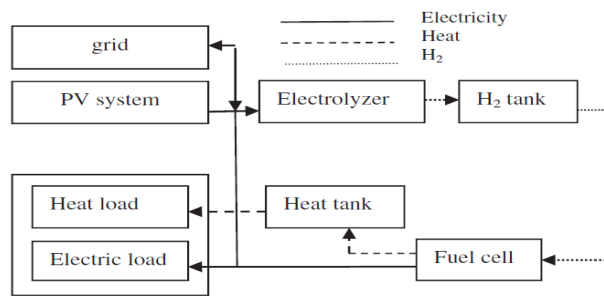 Electricity
Heat
H₂
grid
PV system
Electrolyzer
H₂ tank
Heat load
Heat tank
Electric load
Fuel cell